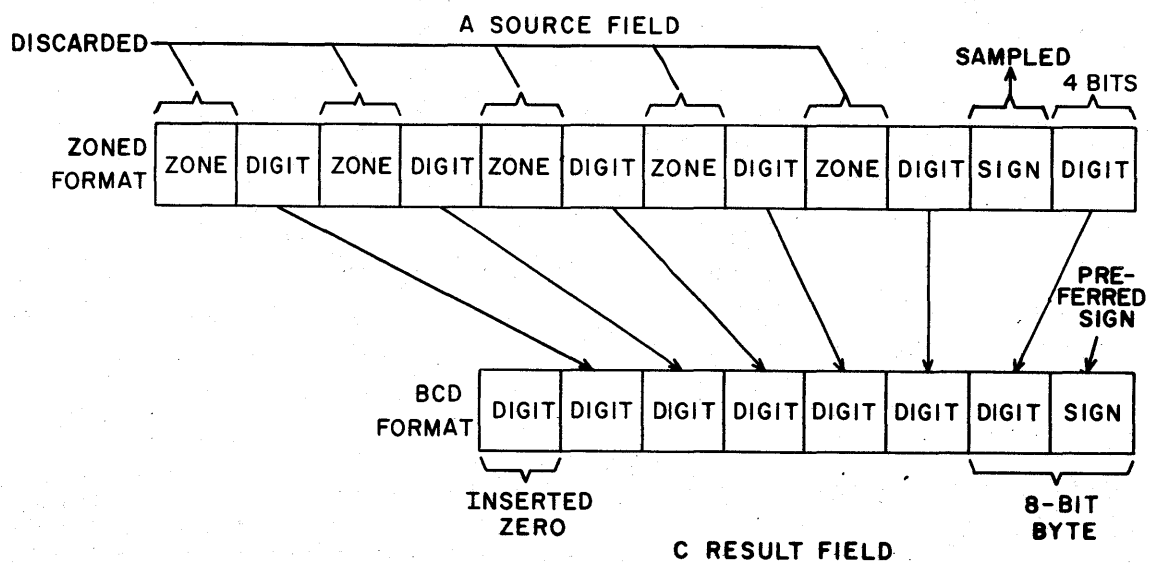 A SOURCE FIELD
DISCARDED
SAMPLED
4 BITS
ZONED
FORMAT
ZONE DIGIT ZONE DIGIT ZONE DIGIT ZONE DIGIT ZONE DIGIT SIGN DIGIT
PRE-
FERRED
SIGN
BCD
FORMAT
DIGIT DIGIT DIGIT DIGIT DIGIT DIGIT DIGIT SIGN
INSERTED
ZERO
8-BIT
BYTE
C RESULT FIELD